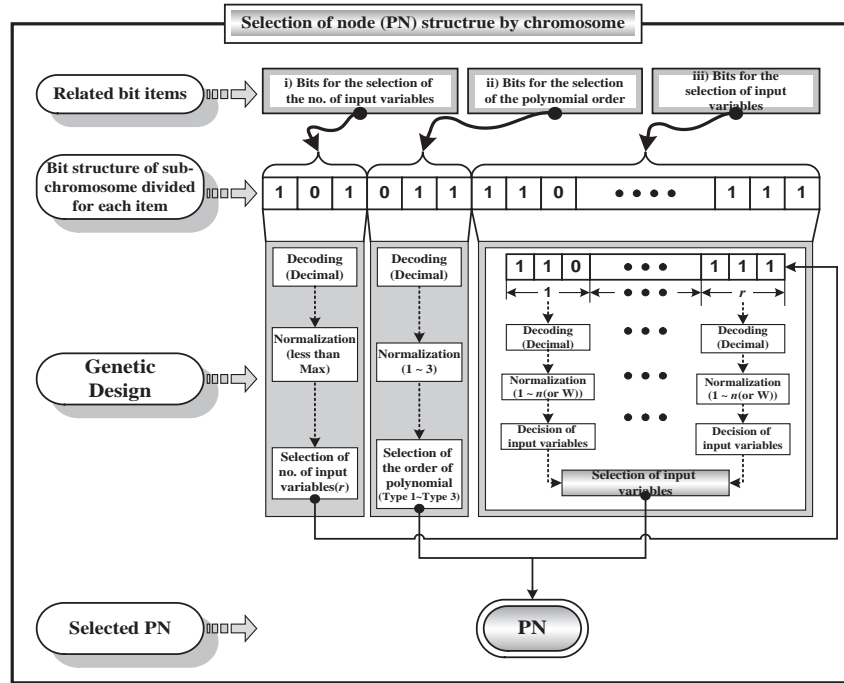 Selection of node (PN) structrue by chromosome
Related bit items
i) Bits for the selection of
the no. of input variables
ii) Bits for the selection
of the polynomial order
iii) Bits for the
selection of input
variables
Bit structure of sub-
chromosome divided
for each item
1 0 1 0 1 1 1 1 0 • • • • 1 1 1
Genetic
Design
Decoding
(Decimal)
Normalization
(less than
Max)
Selection of
no. of input
variables(r)
Decoding
(Decimal)
Normalization
(1 ~ 3)
Selection of
the order of
polynomial
(Type 1~Type 3)
1 1 0 • • • 1 1 1
1 • • • r
Decoding
(Decimal)
Normalization
(1 ~ n(or W))
Decision of
input variables
• • •
• • •
• • •
Decoding
(Decimal)
Normalization
(1 ~ n(or W))
Decision of
input variables
Selection of input
variables
Selected PN
PN